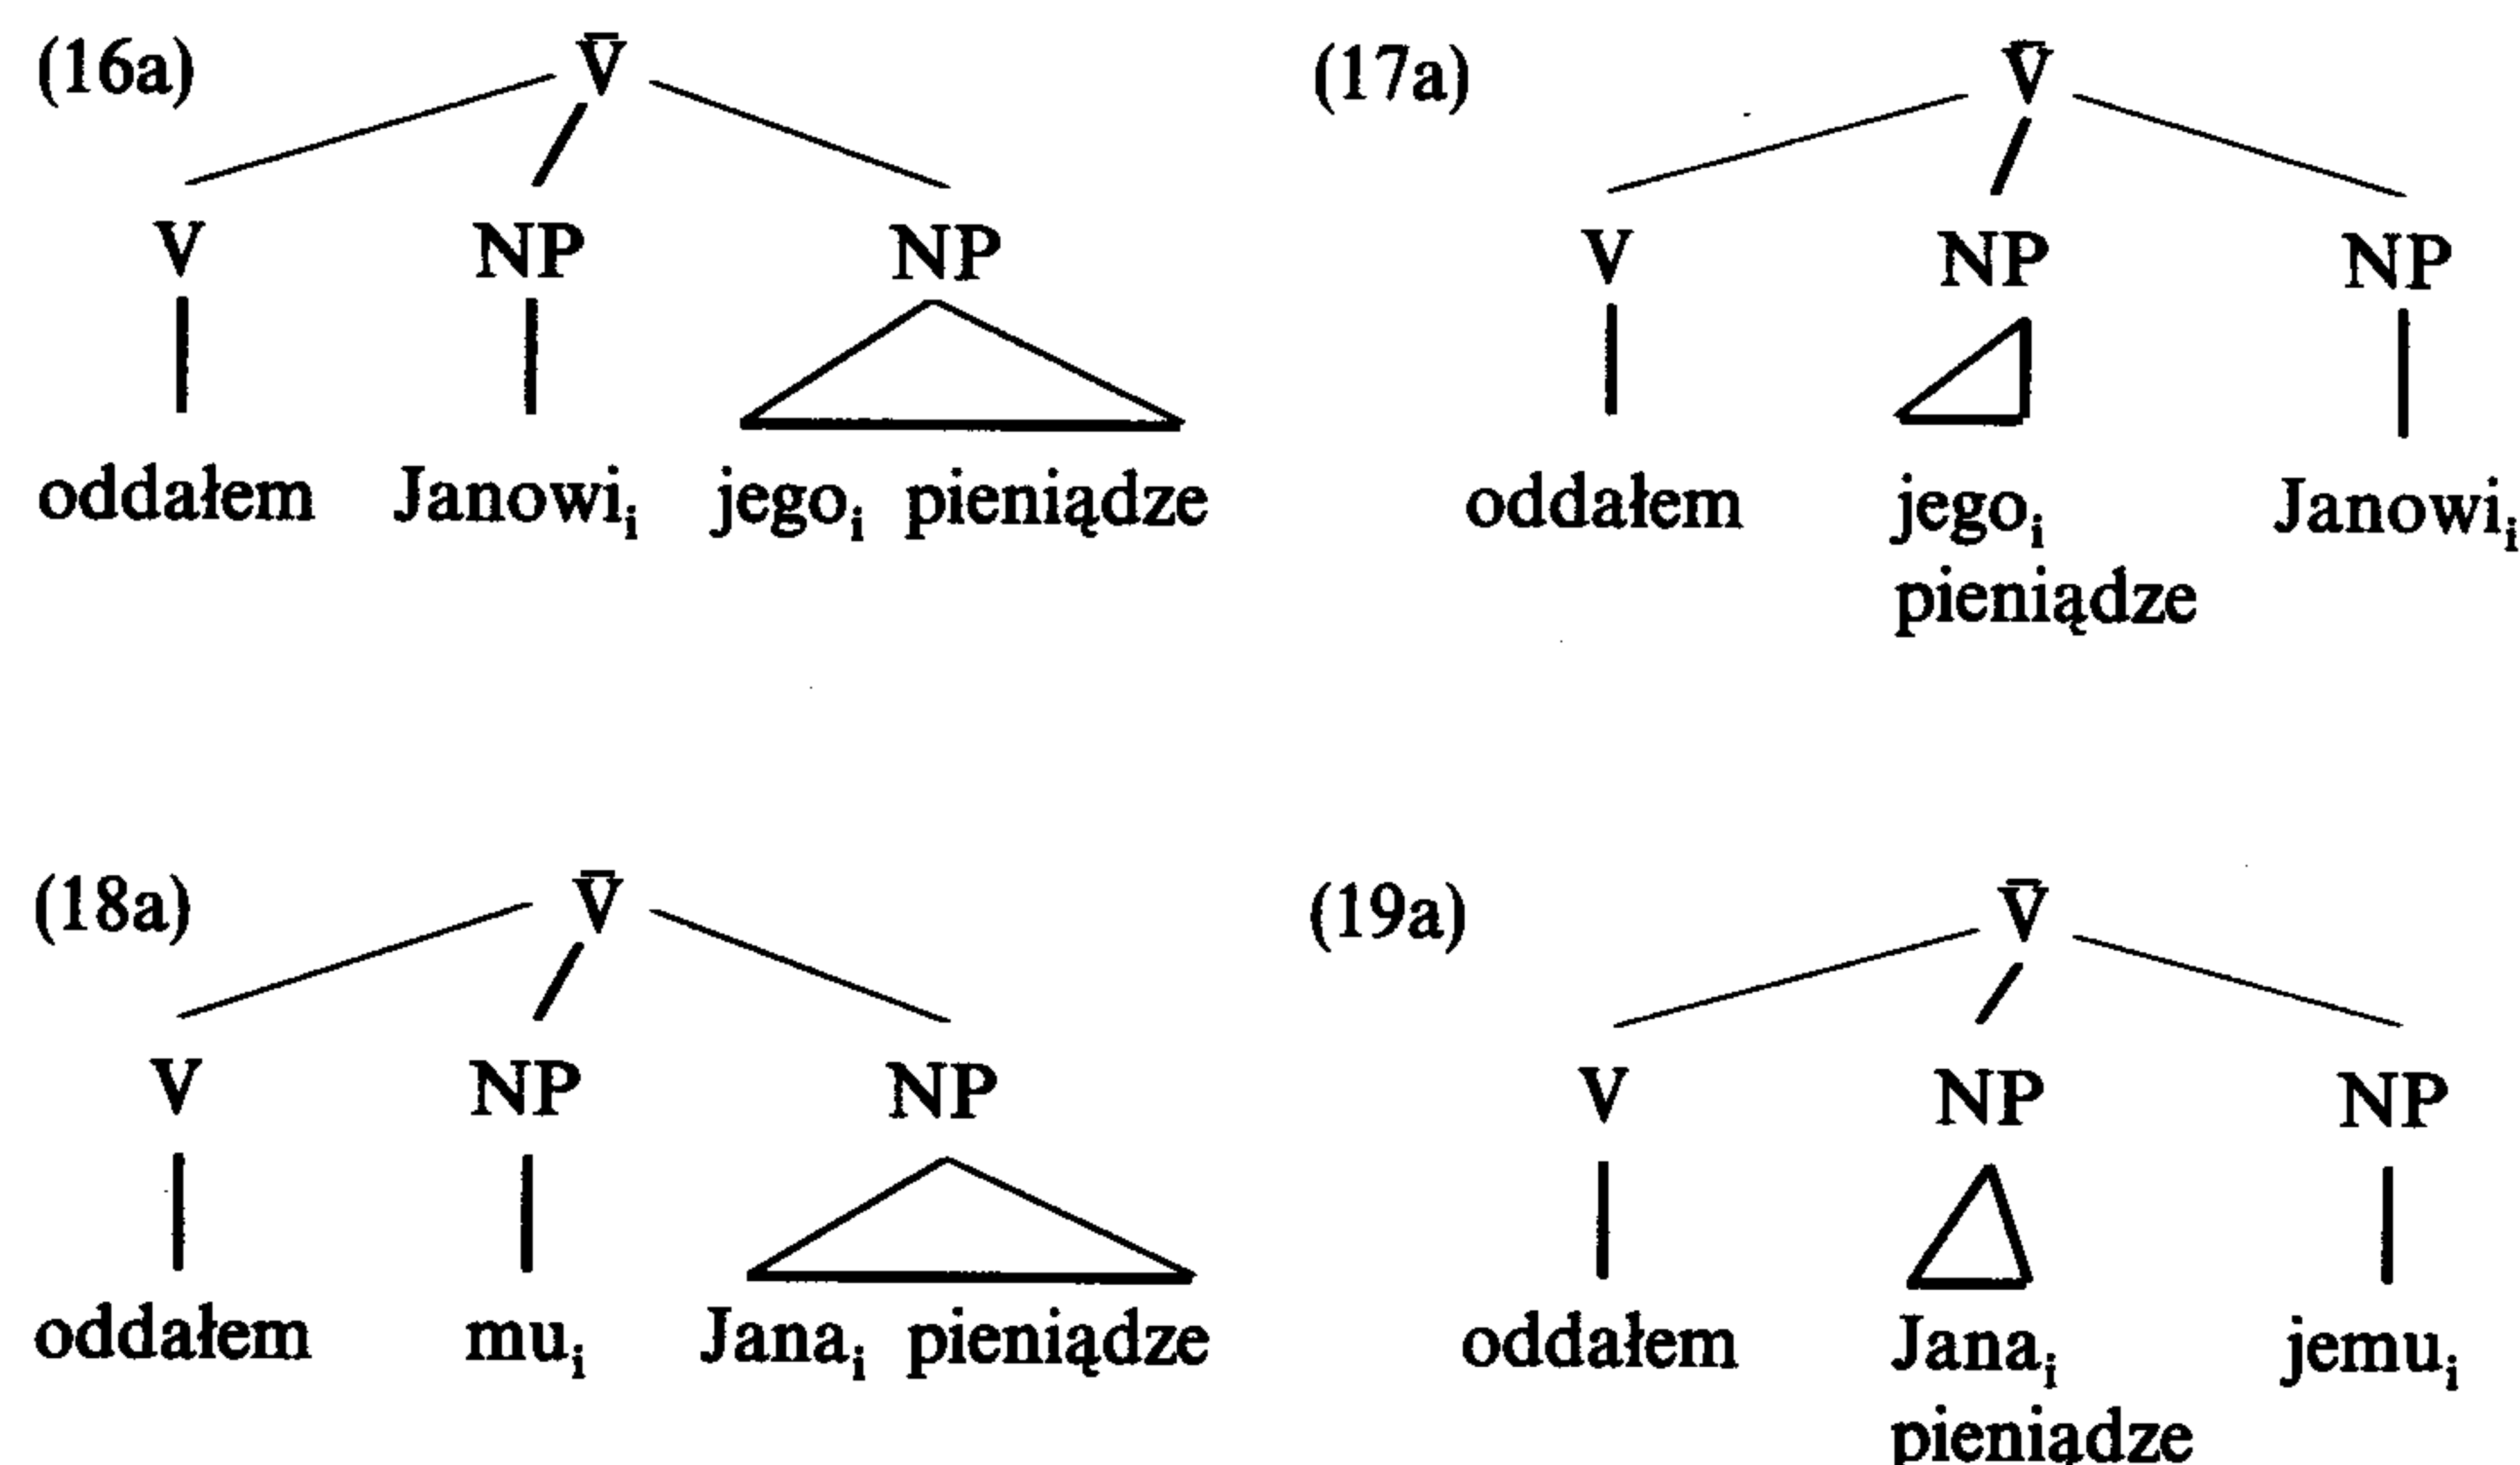 (16a) V̄
V NP NP
oddałem Janowiᵢ jegoᵢ pieniądze
(17a) V̄
V NP NP
oddałem jegoᵢ Janowiᵢ
pieniądze
(18a) V̄
V NP NP
oddałem muᵢ Janaᵢ pieniądze
(19a) V̄
V NP NP
oddałem Janaᵢ jemuᵢ
pieniądze